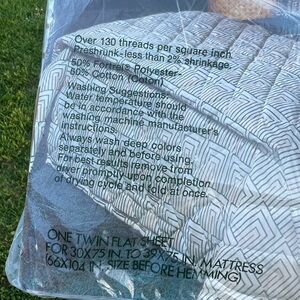 Over 130 threads per square inch.
Preshrunk-less than 2% shrinkage.
50% Fortrel® Polyester-
50% Cotton (Coton)
Washing Suggestions:
Water temperature should
be in accordance with the
washing machine manufacturer's
instructions.
Always wash deep colors
separately and before using.
For best results remove from
dryer promptly upon completion
of drying cycle and fold at once.
ONE TWIN FLAT SHEET
FOR 30X75 IN. TO 39X75 IN. MATTRESS
(66X104 IN. SIZE BEFORE HEMMING)